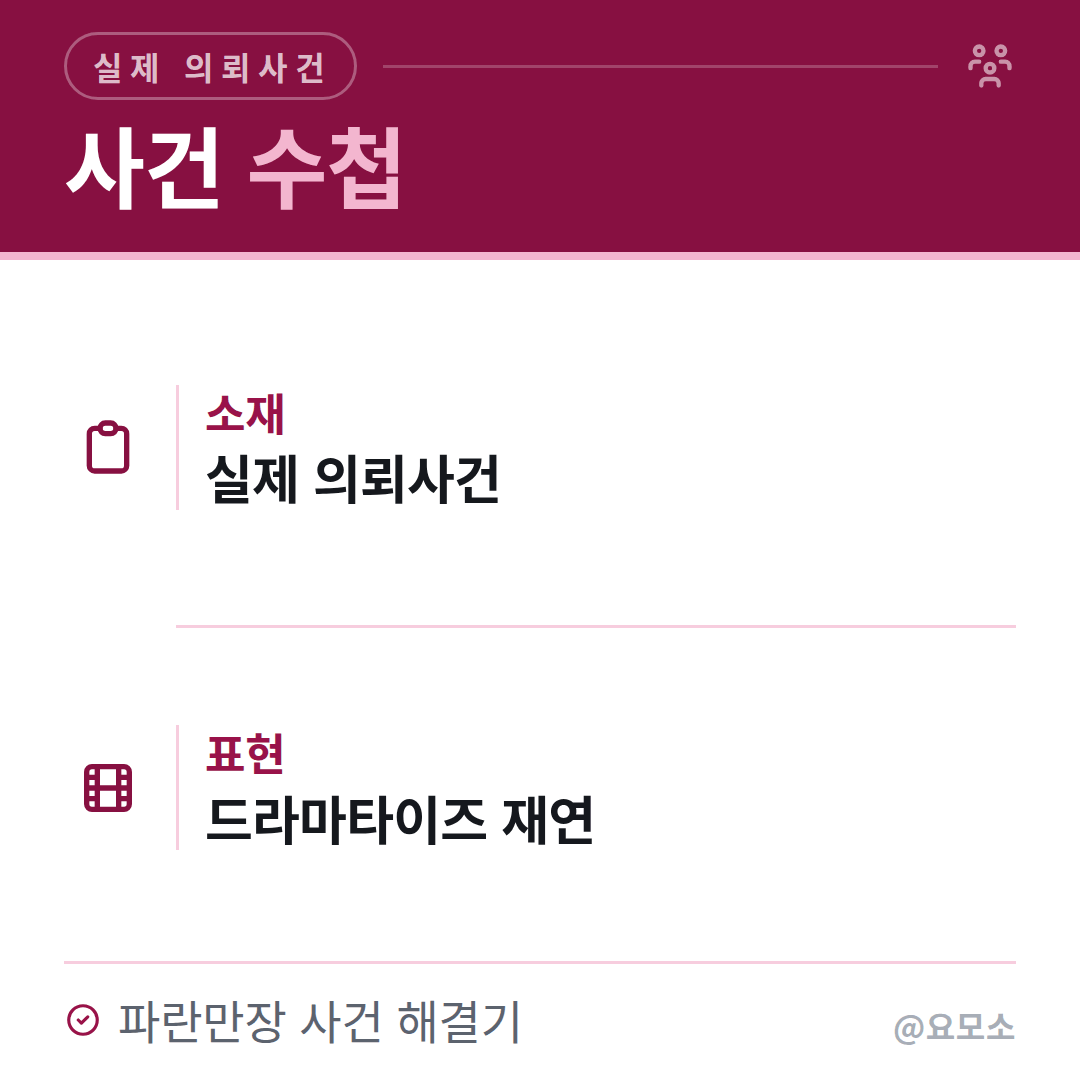 실제 의뢰사건
사건 수첩
소재
실제 의뢰사건
표현
드라마타이즈 재연
파란만장 사건 해결기
@요모소